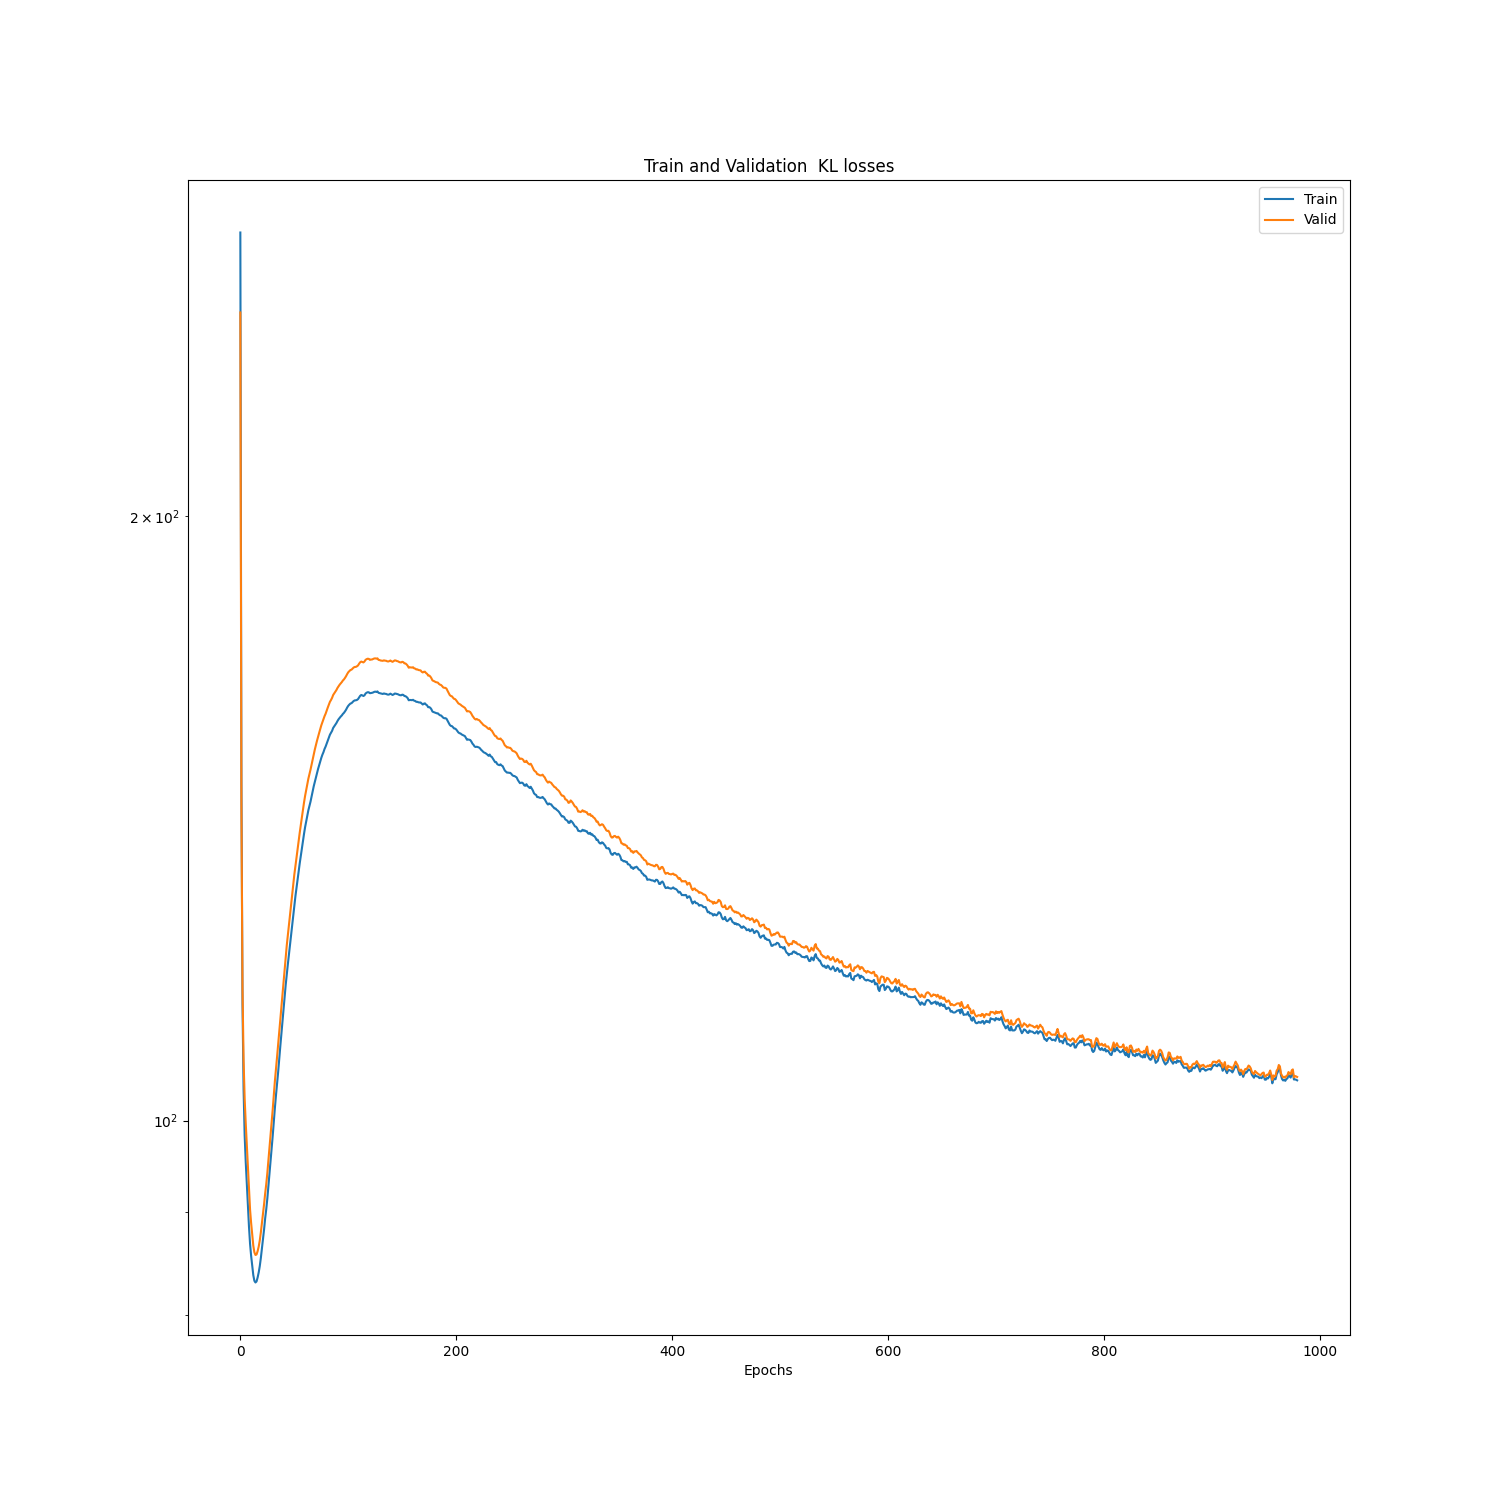 Train and Validation  KL losses
Train
Valid
2 × 10²
10²
0 200 400 600 800 1000
Epochs